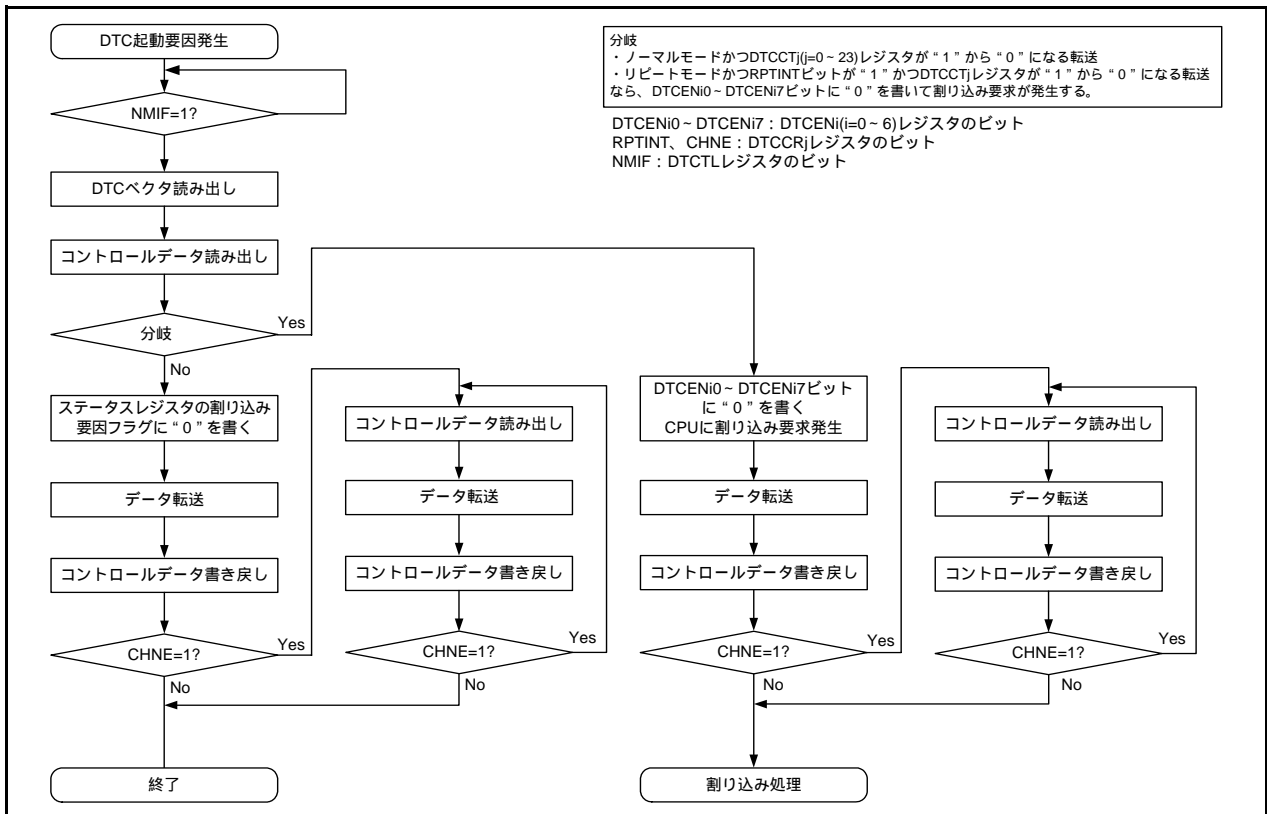 DTC起動要因発生
NMIF=1?
DTCベクタ読み出し
コントロールデータ読み出し
分岐
Yes
No
ステータスレジスタの割り込み
要因フラグに“0”を書く
データ転送
コントロールデータ書き戻し
CHNE=1?
Yes
No
終了
コントロールデータ読み出し
データ転送
コントロールデータ書き戻し
CHNE=1?
Yes
No
分岐
・ノーマルモードかつDTCCTj(j=0~23)レジスタが“1”から“0”になる転送
・リピートモードかつRPTINTビットが“1”かつDTCCTjレジスタが“1”から“0”になる転送
なら、DTCENi0~DTCENi7ビットに“0”を書いて割り込み要求が発生する。
DTCENi0~DTCENi7:DTCENi(i=0~6)レジスタのビット
RPTINT、CHNE:DTCCRjレジスタのビット
NMIF:DTCTLレジスタのビット
DTCENi0~DTCENi7ビット
に“0”を書く
CPUに割り込み要求発生
データ転送
コントロールデータ書き戻し
CHNE=1?
Yes
No
割り込み処理
コントロールデータ読み出し
データ転送
コントロールデータ書き戻し
CHNE=1?
Yes
No